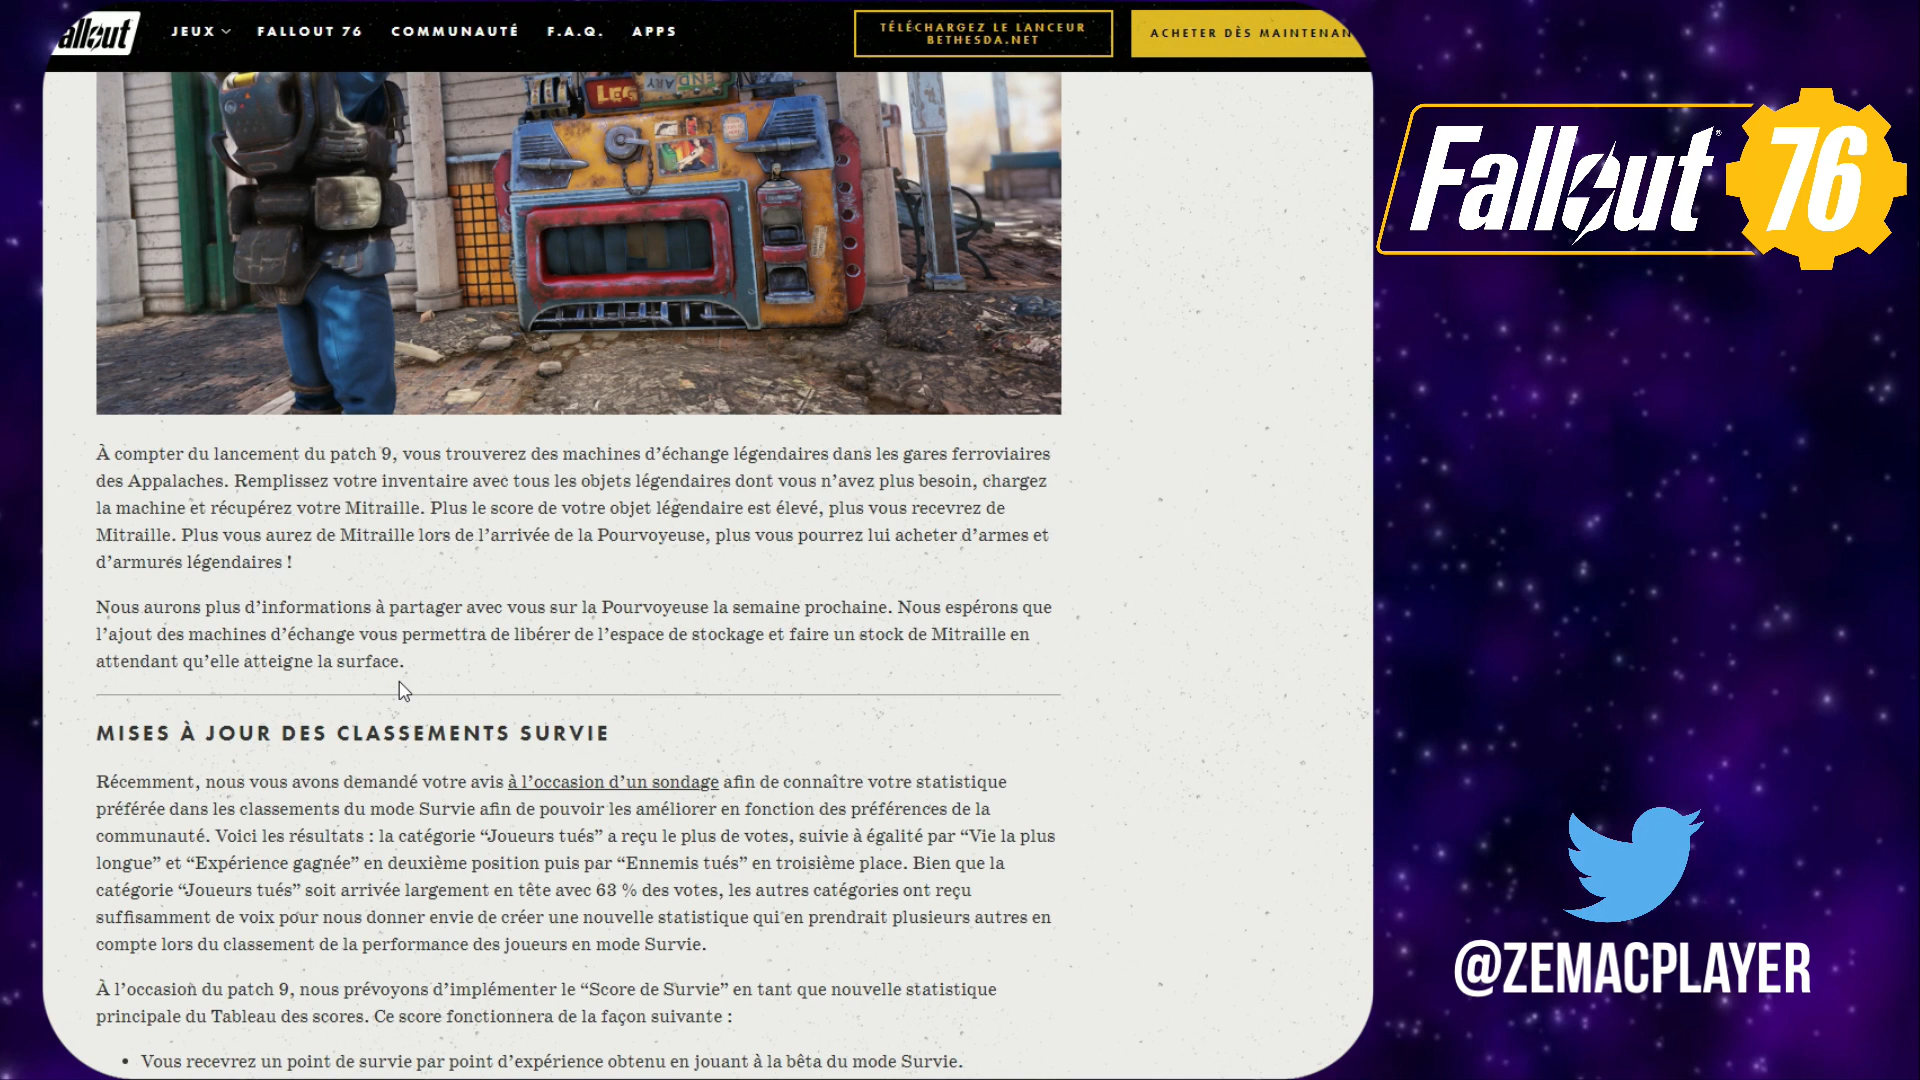 Fallout
JEUX
FALLOUT 76
COMMUNAUTÉ
F.A.Q.
APPS
TÉLÉCHARGEZ LE LANCEUR
BETHESDA.NET
ACHETER DÈS MAINTENAN
LEG
Fallout 76
À compter du lancement du patch 9, vous trouverez des machines d’échange légendaires dans les gares ferroviaires
des Appalaches. Remplissez votre inventaire avec tous les objets légendaires dont vous n’avez plus besoin, chargez
la machine et récupérez votre Mitraille. Plus le score de votre objet légendaire est élevé, plus vous recevrez de
Mitraille. Plus vous aurez de Mitraille lors de l’arrivée de la Pourvoyeuse, plus vous pourrez lui acheter d’armes et
d’armures légendaires !
Nous aurons plus d’informations à partager avec vous sur la Pourvoyeuse la semaine prochaine. Nous espérons que
l’ajout des machines d’échange vous permettra de libérer de l’espace de stockage et faire un stock de Mitraille en
attendant qu’elle atteigne la surface.
MISES À JOUR DES CLASSEMENTS SURVIE
Récemment, nous vous avons demandé votre avis à l’occasion d’un sondage afin de connaître votre statistique
préférée dans les classements du mode Survie afin de pouvoir les améliorer en fonction des préférences de la
communauté. Voici les résultats : la catégorie “Joueurs tués” a reçu le plus de votes, suivie à égalité par “Vie la plus
longue” et “Expérience gagnée” en deuxième position puis par “Ennemis tués” en troisième place. Bien que la
catégorie “Joueurs tués” soit arrivée largement en tête avec 63 % des votes, les autres catégories ont reçu
suffisamment de voix pour nous donner envie de créer une nouvelle statistique qui en prendrait plusieurs autres en
compte lors du classement de la performance des joueurs en mode Survie.
À l’occasion du patch 9, nous prévoyons d’implémenter le “Score de Survie” en tant que nouvelle statistique
principale du Tableau des scores. Ce score fonctionnera de la façon suivante :
• Vous recevrez un point de survie par point d’expérience obtenu en jouant à la bêta du mode Survie.
@ZEMACPLAYER